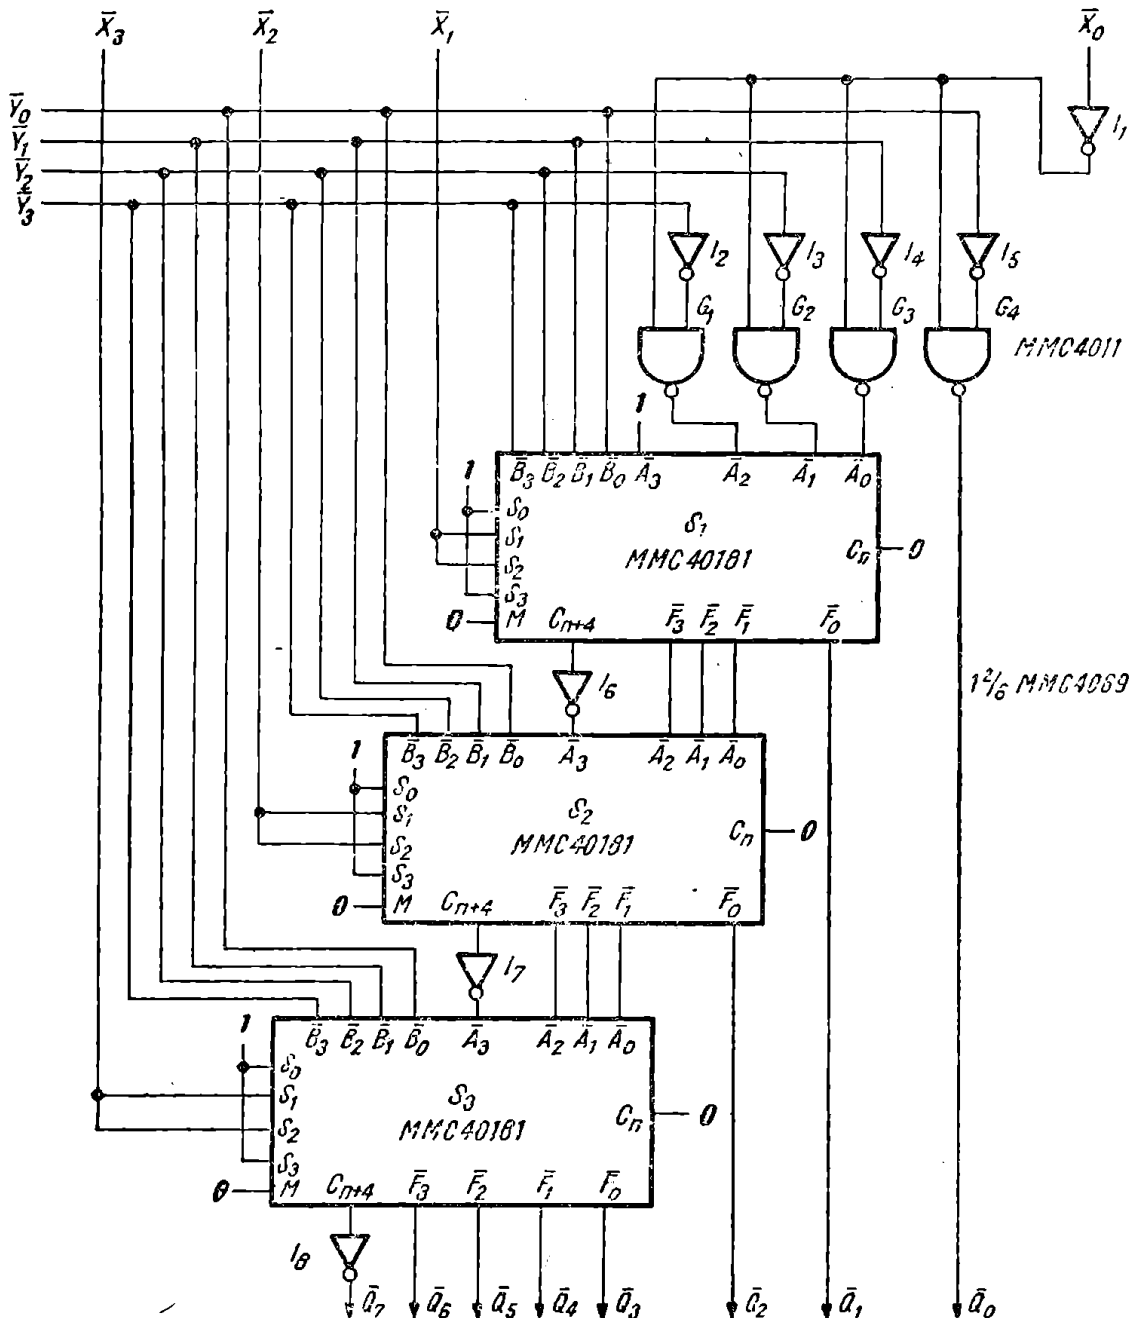 X̄₃ X̄₂ X̄₁ X̄₀
Ȳ₀
Ȳ₁
Ȳ₂
Ȳ₃
I₁
I₂ I₃ I₄ I₅
G₁ G₂ G₃ G₄
MMC4011
1
B̄₃ B̄₂ B̄₁ B̄₀ Ā₃ Ā₂ Ā₁ Ā₀
1
S₀
S₁
S₂
S₃
S₁
MMC40181
Cₙ 0
0 M Cₙ₊₄ F̄₃ F̄₂ F̄₁ F̄₀
I₆
1²/₆ MMC4069
B̄₃ B̄₂ B̄₁ B̄₀ Ā₃ Ā₂ Ā₁ Ā₀
1
S₀
S₁
S₂
S₃
S₂
MMC40181
Cₙ 0
0 M Cₙ₊₄ F̄₃ F̄₂ F̄₁ F̄₀
I₇
B̄₃ B̄₂ B̄₁ B̄₀ Ā₃ Ā₂ Ā₁ Ā₀
1
S₀
S₁
S₂
S₃
S₃
MMC40181
Cₙ 0
0 M Cₙ₊₄ F̄₃ F̄₂ F̄₁ F̄₀
I₈
Q̄₇ Q̄₆ Q̄₅ Q̄₄ Q̄₃ Q̄₂ Q̄₁ Q̄₀